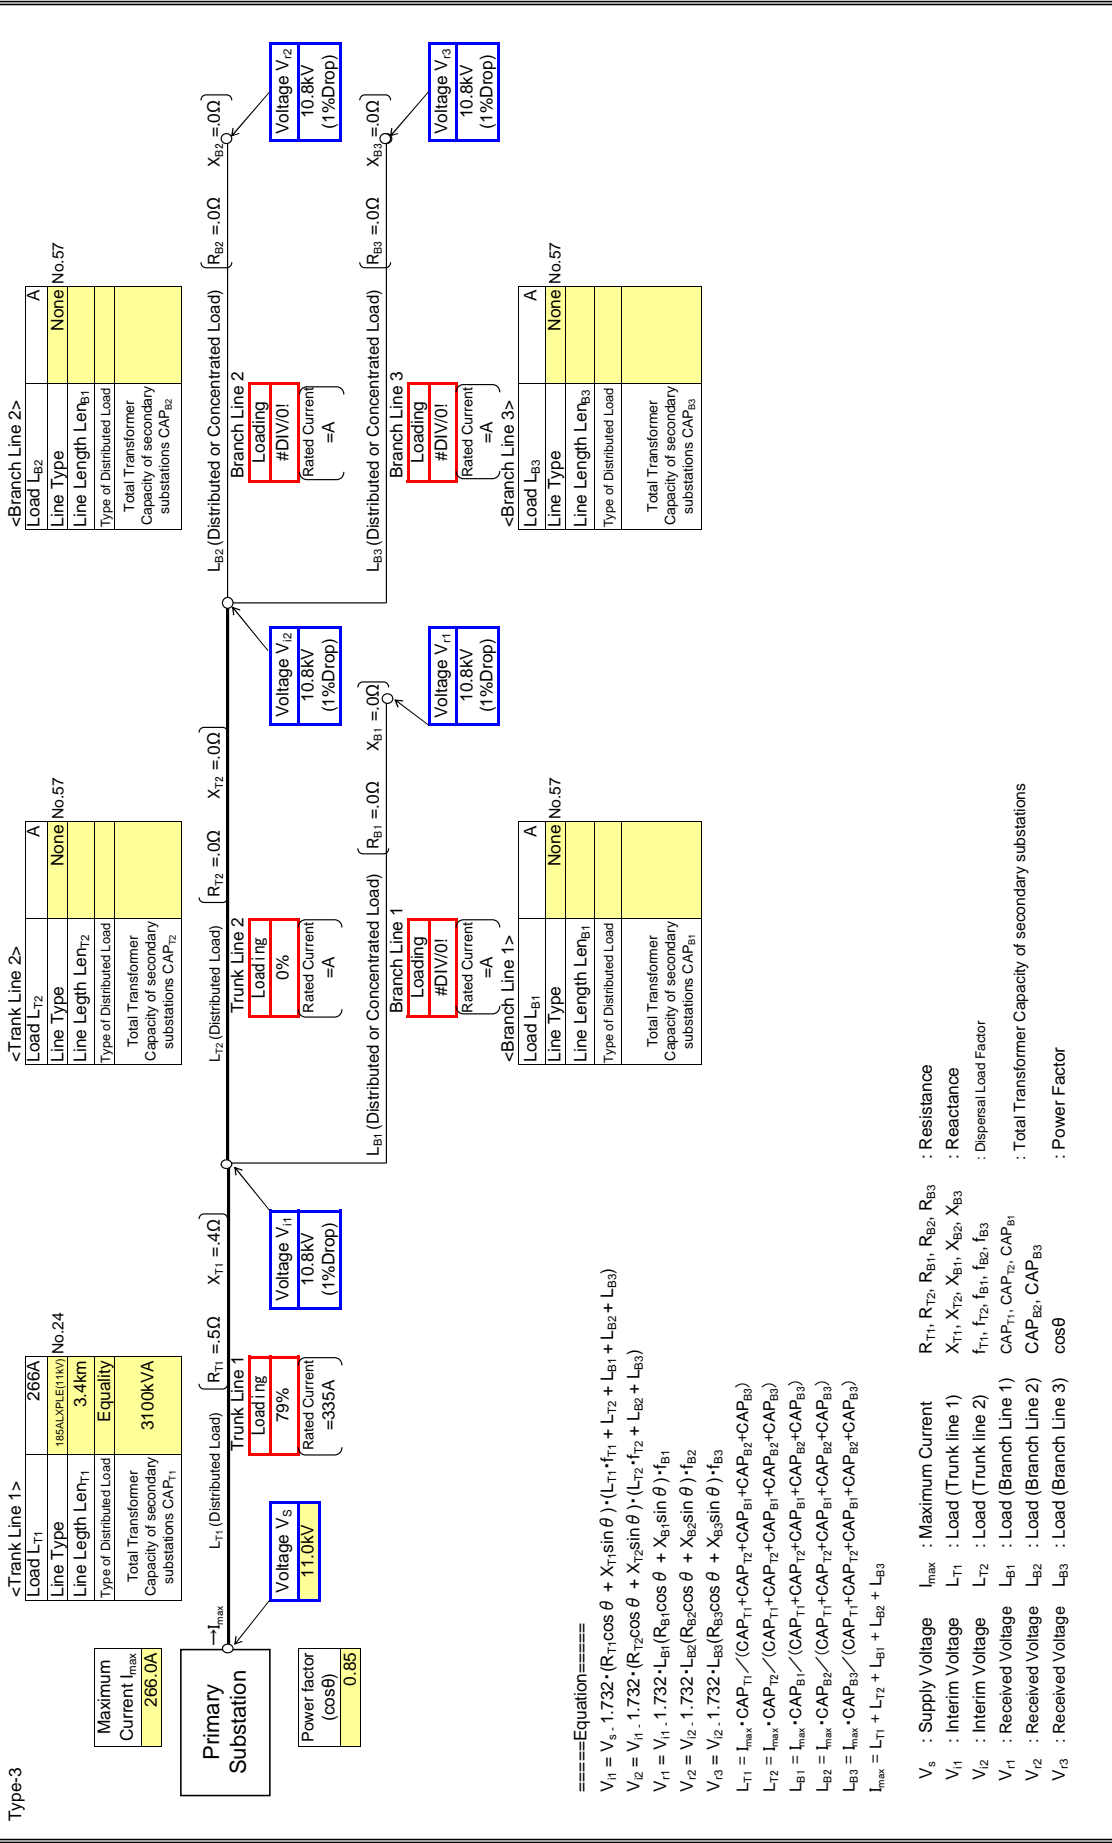 Type-3
Maximum
Current Imax
266.0A
Primary
Substation
Power factor
(cosθ)
0.85
→Imax
Voltage VS
11.0kV
<Trank Line 1>
Load LT1 266A
Line Type 185ALXPLE(11kV) No.24
Line Legth LenT1 3.4km
Type of Distributed Load Equality
Total Transformer
Capacity of secondary
substations CAPT1
3100kVA
LT1 (Distributed Load) RT1 =.5Ω XT1 =.4Ω
Trunk Line 1
Loading
79%
Rated Current
=335A
Voltage Vi1
10.8kV
(1%Drop)
<Trank Line 2>
Load LT2 A
Line Type None No.57
Line Length LenT2
Type of Distributed Load
Total Transformer
Capacity of secondary
substations CAPT2
LT2 (Distributed Load) RT2 =.0Ω XT2 =.0Ω
Trunk Line 2
Loading
0%
Rated Current
=A
Voltage Vi2
10.8kV
(1%Drop)
LB1 (Distributed or Concentrated Load) RB1 =.0Ω XB1 =.0Ω
Branch Line 1
Loading
#DIV/0!
Rated Current
=A
Voltage Vr1
10.8kV
(1%Drop)
<Branch Line 1>
Load LB1 A
Line Type None No.57
Line Length LenB1
Type of Distributed Load
Total Transformer
Capacity of secondary
substations CAPB1
<Branch Line 2>
Load LB2 A
Line Type None No.57
Line Length LenB1
Type of Distributed Load
Total Transformer
Capacity of secondary
substations CAPB2
LB2 (Distributed or Concentrated Load) RB2 =.0Ω XB2 =.0Ω
Branch Line 2
Loading
#DIV/0!
Rated Current
=A
Voltage Vr2
10.8kV
(1%Drop)
LB3 (Distributed or Concentrated Load) RB3 =.0Ω XB3 =.0Ω
Branch Line 3
Loading
#DIV/0!
Rated Current
=A
Voltage Vr3
10.8kV
(1%Drop)
<Branch Line 3>
Load LB3 A
Line Type None No.57
Line Length LenB3
Type of Distributed Load
Total Transformer
Capacity of secondary
substations CAPB3
=====Equation=====
Vi1 = Vs - 1.732・(RT1cos θ + XT1sin θ)・(LT1・fT1 + LT2 + LB1 + LB2 + LB3)
Vi2 = Vi1 - 1.732・(RT2cos θ + XT2sin θ)・(LT2・fT2 + LB2 + LB3)
Vr1 = Vi1 - 1.732・LB1(RB1cos θ + XB1sin θ)・fB1
Vr2 = Vi2 - 1.732・LB2(RB2cos θ + XB2sin θ)・fB2
Vr3 = Vi2 - 1.732・LB3(RB3cos θ + XB3sin θ)・fB3
LT1 = Imax・CAPT1／(CAPT1+CAPT2+CAPB1+CAPB2+CAPB3)
LT2 = Imax・CAPT2／(CAPT1+CAPT2+CAPB1+CAPB2+CAPB3)
LB1 = Imax・CAPB1／(CAPT1+CAPT2+CAPB1+CAPB2+CAPB3)
LB2 = Imax・CAPB2／(CAPT1+CAPT2+CAPB1+CAPB2+CAPB3)
LB3 = Imax・CAPB3／(CAPT1+CAPT2+CAPB1+CAPB2+CAPB3)
Imax = LT1 + LT2 + LB1 + LB2 + LB3
Vs : Supply Voltage Imax : Maximum Current RT1, RT2, RB1, RB2, RB3 : Resistance
Vi1 : Interim Voltage LT1 : Load (Trunk line 1) XT1, XT2, XB1, XB2, XB3 : Reactance
Vi2 : Interim Voltage LT2 : Load (Trunk line 2) fT1, fT2, fB1, fB2, fB3 : Dispersal Load Factor
Vr1 : Received Voltage LB1 : Load (Branch Line 1) CAPT1, CAPT2, CAPB1 : Total Transformer Capacity of secondary substations
Vr2 : Received Voltage LB2 : Load (Branch Line 2) CAPB2, CAPB3
Vr3 : Received Voltage LB3 : Load (Branch Line 3) cosθ : Power Factor